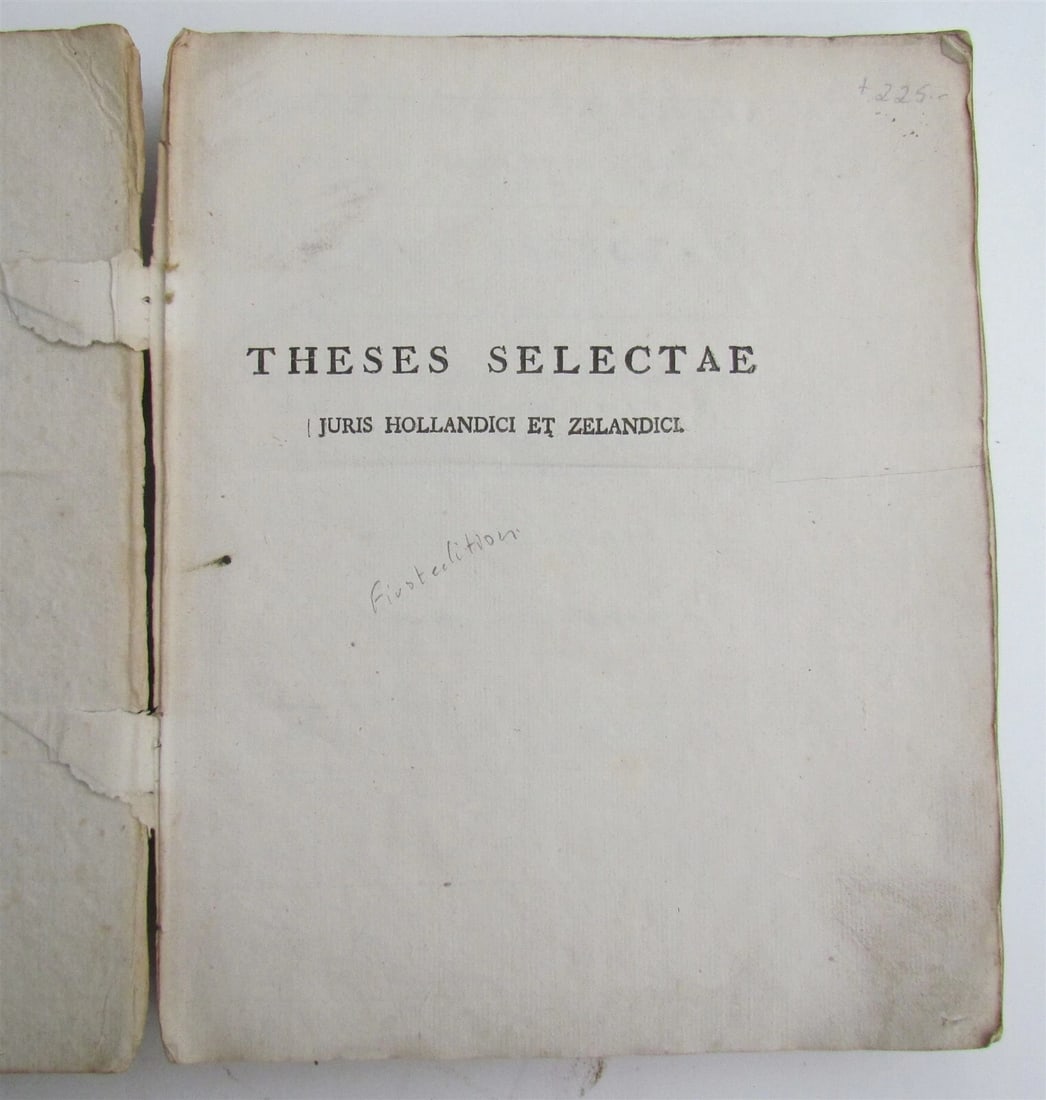 + 225.-
THESES SELECTAE
JURIS HOLLANDICI ET ZELANDICI.
First edition